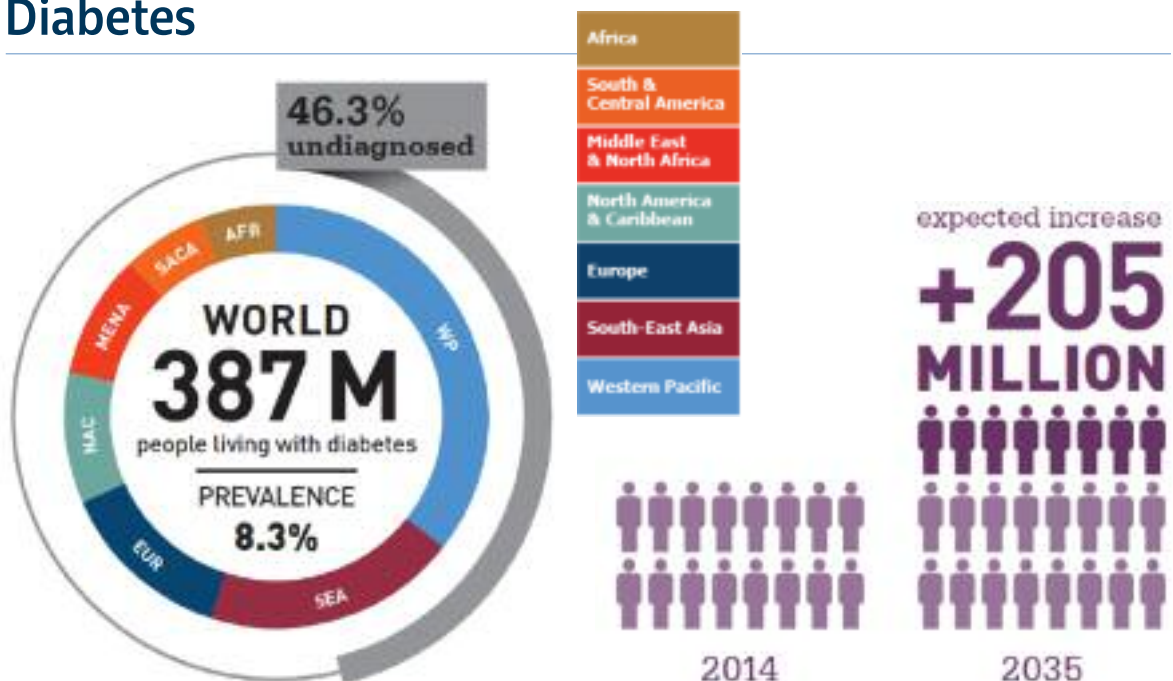 Diabetes
46.3%
undiagnosed
AFR
SACA
MENA
NAC
EUR
SEA
WP
WORLD
387 M
people living with diabetes
PREVALENCE
8.3%
Africa
South &
Central America
Middle East
& North Africa
North America
& Caribbean
Europe
South-East Asia
Western Pacific
expected increase
+205
MILLION
2014
2035